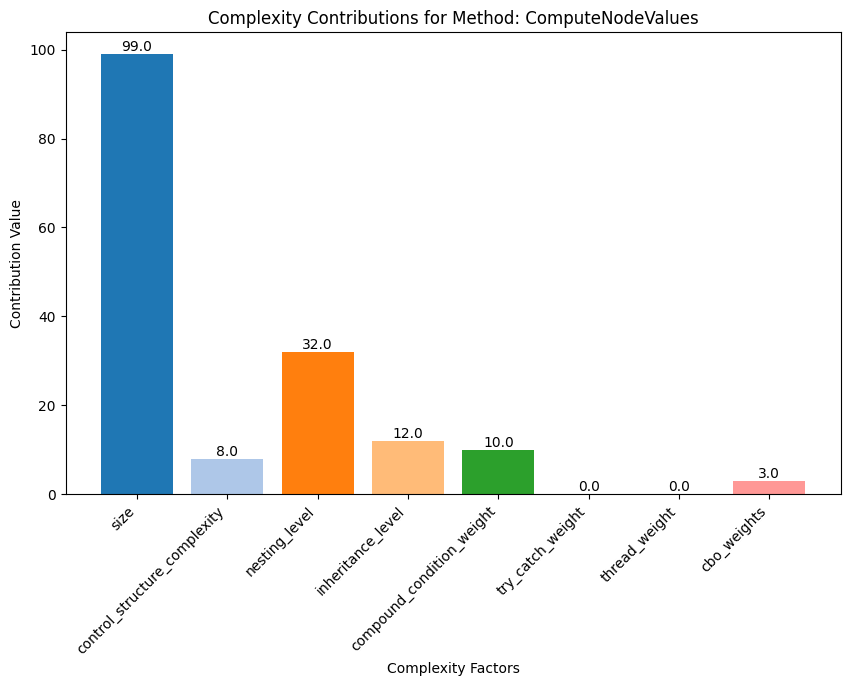 Complexity Contributions for Method: ComputeNodeValues
Contribution Value
100
80
60
40
20
0
99.0
8.0
32.0
12.0
10.0
0.0
0.0
3.0
size
control_structure_complexity
nesting_level
inheritance_level
compound_condition_weight
try_catch_weight
thread_weight
cbo_weights
Complexity Factors